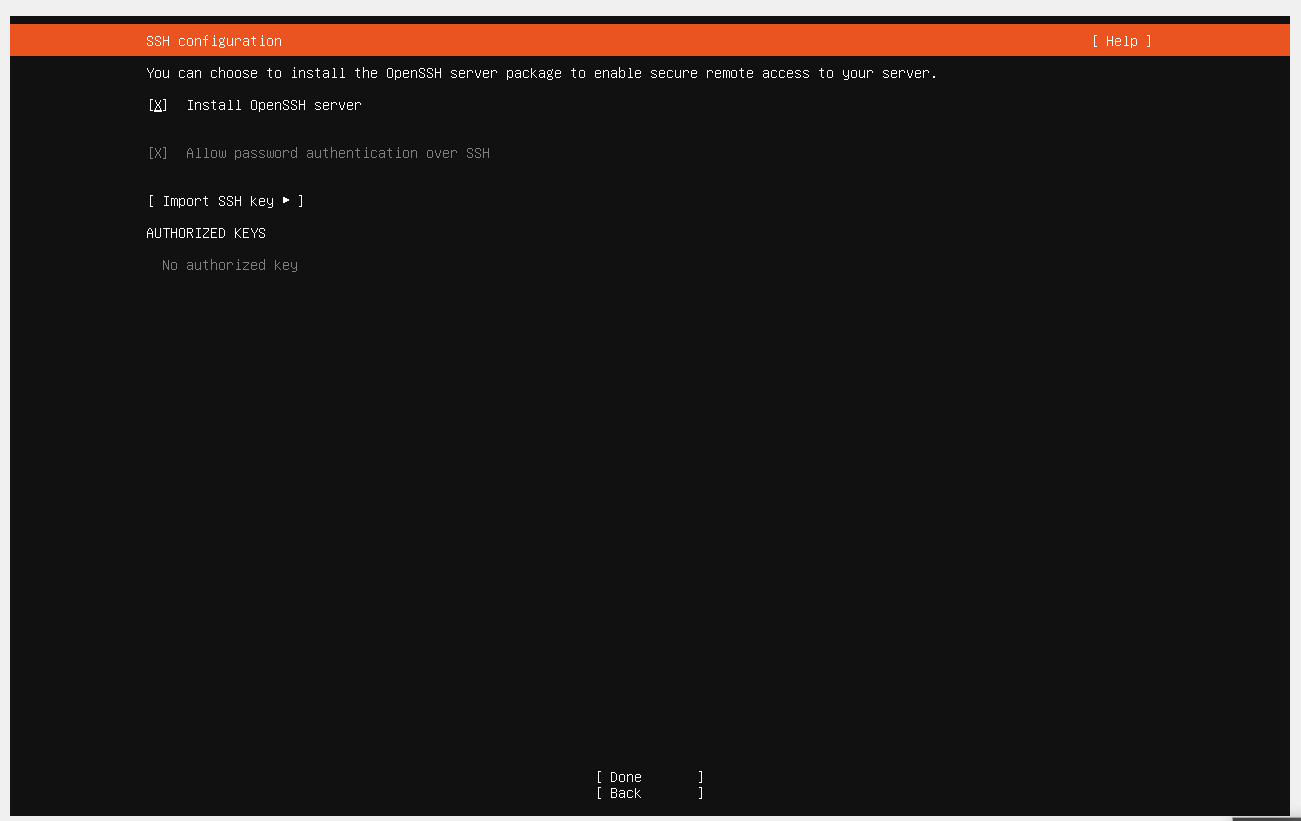 SSH configuration [ Help ]
You can choose to install the OpenSSH server package to enable secure remote access to your server.
[X] Install OpenSSH server
[X] Allow password authentication over SSH
[ Import SSH key ▸ ]
AUTHORIZED KEYS
No authorized key
[ Done ]
[ Back ]